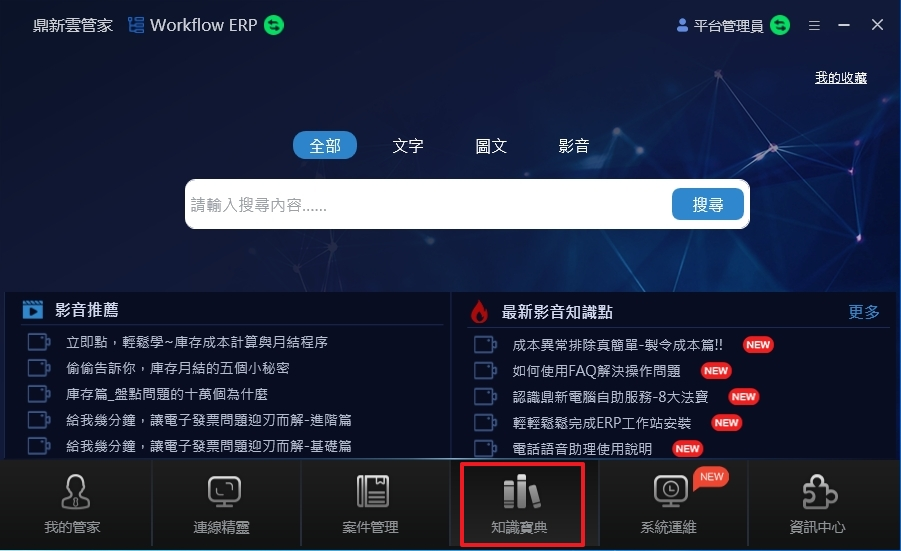 鼎新雲管家 Workflow ERP 平台管理員
我的收藏
全部 文字 圖文 影音
請輸入搜尋內容...... 搜尋
影音推薦
立即點，輕鬆學~庫存成本計算與月結程序
偷偷告訴你，庫存月結的五個小秘密
庫存篇_盤點問題的十萬個為什麼
給我幾分鐘，讓電子發票問題迎刃而解-進階篇
給我幾分鐘，讓電子發票問題迎刃而解-基礎篇
最新影音知識點 更多
成本異常排除真簡單-製令成本篇!! NEW
如何使用FAQ解決操作問題 NEW
認識鼎新電腦自助服務-8大法寶 NEW
輕輕鬆鬆完成ERP工作站安裝 NEW
電話語音助理使用說明 NEW
NEW
我的管家 連線精靈 案件管理 知識寶典 系統運維 資訊中心